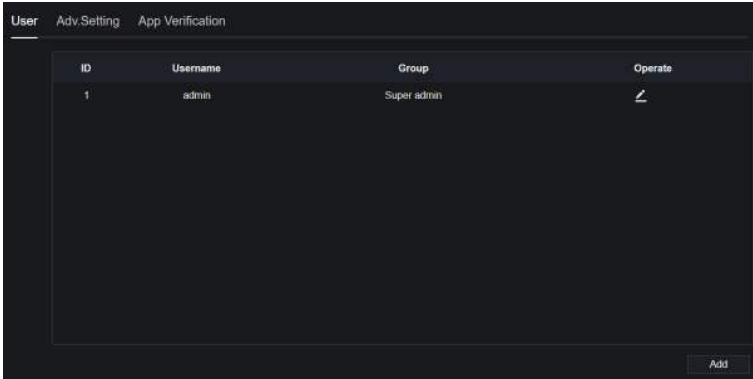 User Adv.Setting App Verification
ID Username Group Operate
1 admin Super admin
Add